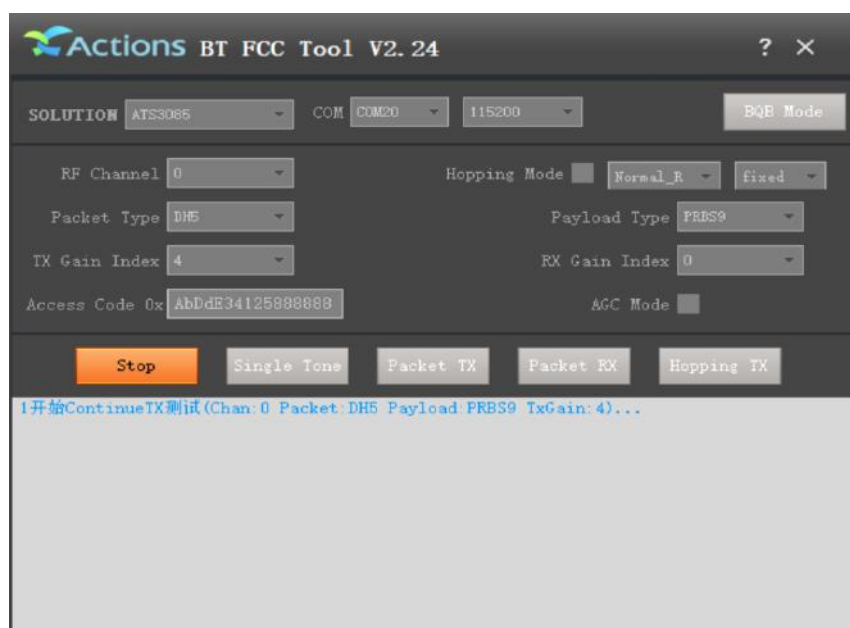 Actions BT FCC Tool V2.24 ? ×
SOLUTION ATS3085 COM COM20 115200 BQB Mode
RF Channel 0 Hopping Mode Normal_R fixed
Packet Type DH5 Payload Type PRBS9
TX Gain Index 4 RX Gain Index 0
Access Code 0x AbDdE34125888888 AGC Mode
Stop Single Tone Packet TX Packet RX Hopping TX
1开始ContinueTX测试(Chan:0 Packet:DH5 Payload:PRBS9 TxGain:4)...